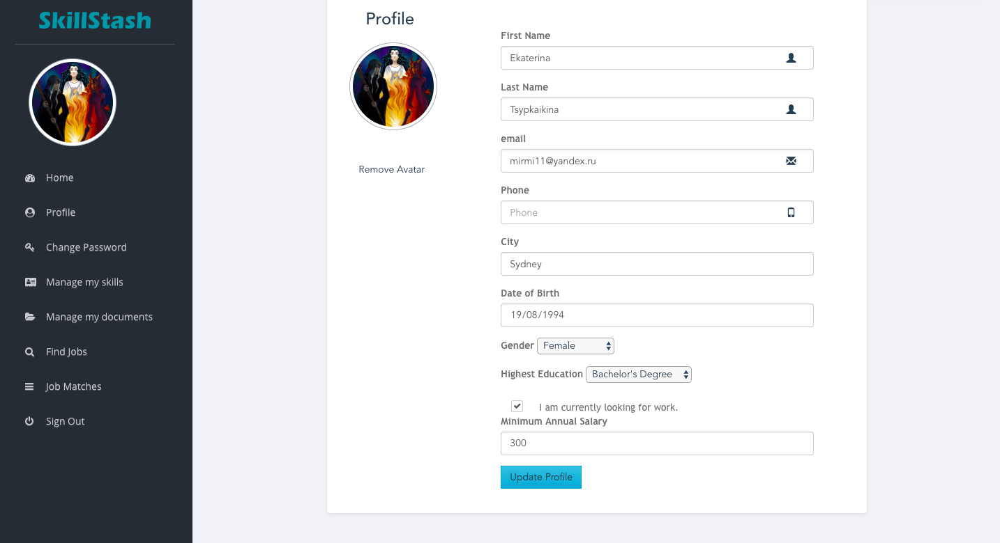 SkillStash
Home
Profile
Change Password
Manage my skills
Manage my documents
Find Jobs
Job Matches
Sign Out
Profile
Remove Avatar
First Name
Ekaterina
Last Name
Tsypkaikina
email
mirmi11@yandex.ru
Phone
Phone
City
Sydney
Date of Birth
19/08/1994
Gender Female
Highest Education Bachelor's Degree
I am currently looking for work.
Minimum Annual Salary
300
Update Profile